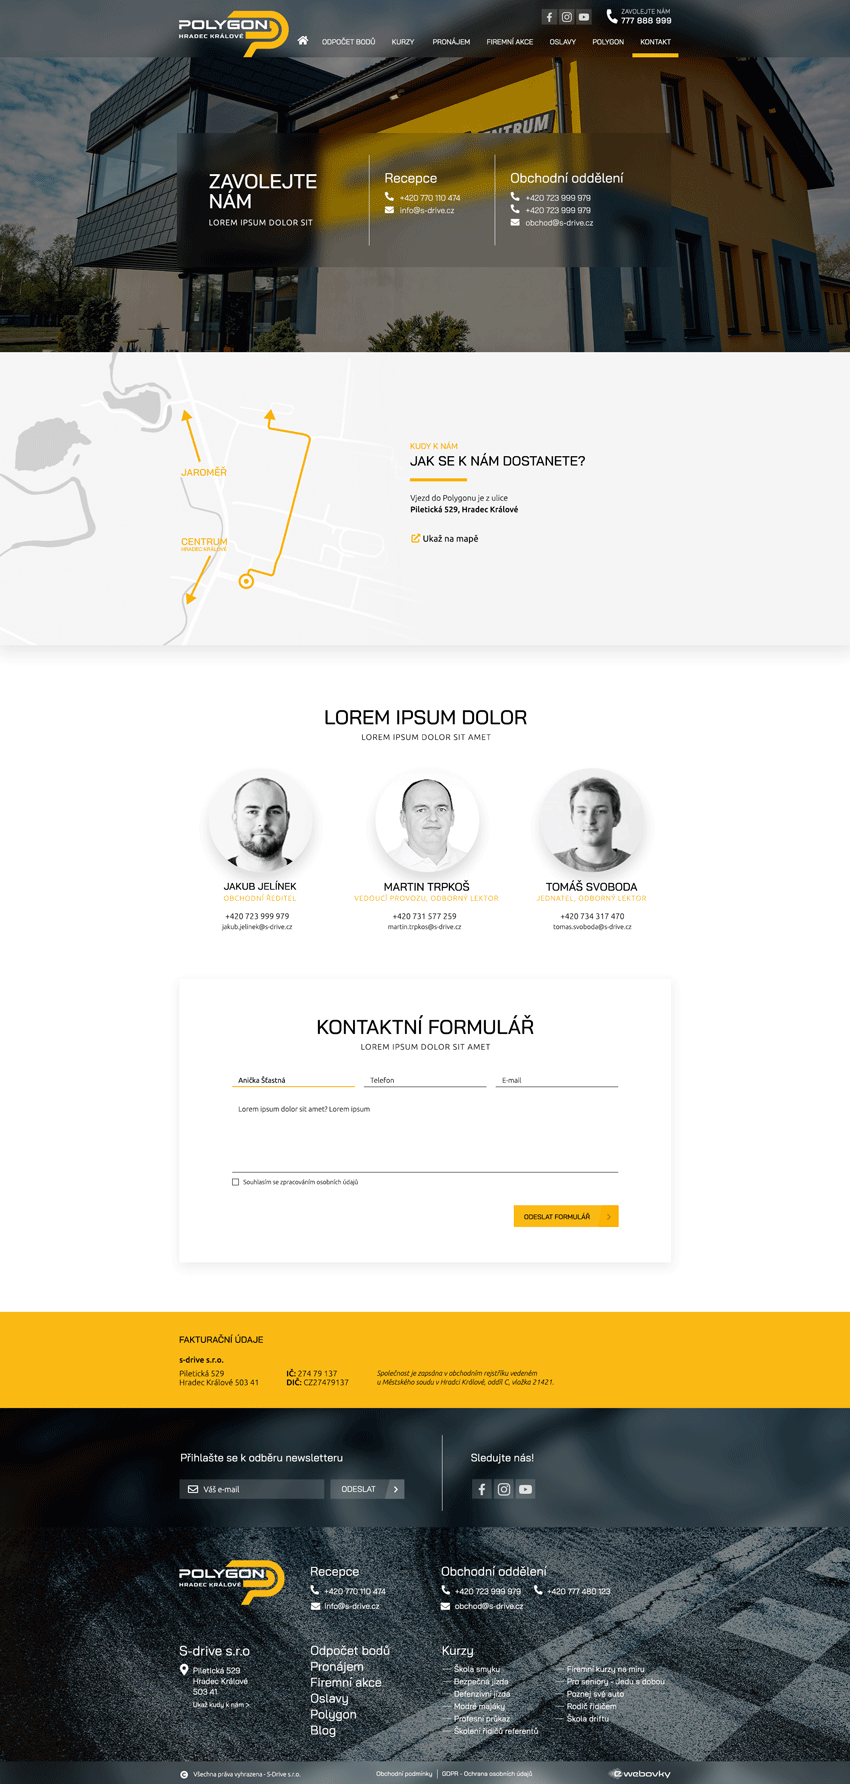 POLYGON
HRADEC KRÁLOVÉ
ZAVOLEJTE NÁM
777 888 999
ODPOČET BODŮ KURZY PRONÁJEM FIREMNÍ AKCE OSLAVY POLYGON KONTAKT
CENTRUM
ZAVOLEJTE
NÁM
LOREM IPSUM DOLOR SIT
Recepce
+420 770 110 474
info@s-drive.cz
Obchodní oddělení
+420 723 999 979
+420 723 999 979
obchod@s-drive.cz
JAROMĚŘ
CENTRUM
HRADEC KRÁLOVÉ
KUDY K NÁM
JAK SE K NÁM DOSTANETE?
Vjezd do Polygonu je z ulice
Piletická 529, Hradec Králové
Ukaž na mapě
LOREM IPSUM DOLOR
LOREM IPSUM DOLOR SIT AMET
JAKUB JELÍNEK
OBCHODNÍ ŘEDITEL
+420 723 999 979
jakub.jelinek@s-drive.cz
MARTIN TRPKOŠ
VEDOUCÍ PROVOZU, ODBORNÝ LEKTOR
+420 731 577 259
martin.trpkos@s-drive.cz
TOMÁŠ SVOBODA
JEDNATEL, ODBORNÝ LEKTOR
+420 734 317 470
tomas.svoboda@s-drive.cz
KONTAKTNÍ FORMULÁŘ
LOREM IPSUM DOLOR SIT AMET
Anička Šťastná Telefon E-mail
Lorem ipsum dolor sit amet? Lorem ipsum
Souhlasím se zpracováním osobních údajů
ODESLAT FORMULÁŘ
FAKTURAČNÍ ÚDAJE
s-drive s.r.o.
Piletická 529
Hradec Králové 503 41
IČ: 274 79 137
DIČ: CZ27479137
Společnost je zapsána v obchodním rejstříku vedeném
u Městského soudu v Hradci Králové, oddíl C, vložka 21421.
Přihlašte se k odběru newsletteru
Váš e-mail
ODESLAT
Sledujte nás!
POLYGON
HRADEC KRÁLOVÉ
Recepce
+420 770 110 474
info@s-drive.cz
Obchodní oddělení
+420 723 999 979 +420 777 480 123
obchod@s-drive.cz
S-drive s.r.o
Piletická 529
Hradec Králové
503 41
Ukaž kudy k nám >
Odpočet bodů
Pronájem
Firemní akce
Oslavy
Polygon
Blog
Kurzy
Škola smyku
Bezpečná jízda
Defenzivní jízda
Modré majáky
Profesní průkaz
Školení řidičů referentů
Firemní kurzy na míru
Pro seniory - Jedu s dobou
Poznej své auto
Rodič řidičem
Škola driftu
Všechna práva vyhrazena - S-Drive s.r.o.
Obchodní podmínky | GDPR - Ochrana osobních údajů
webovky